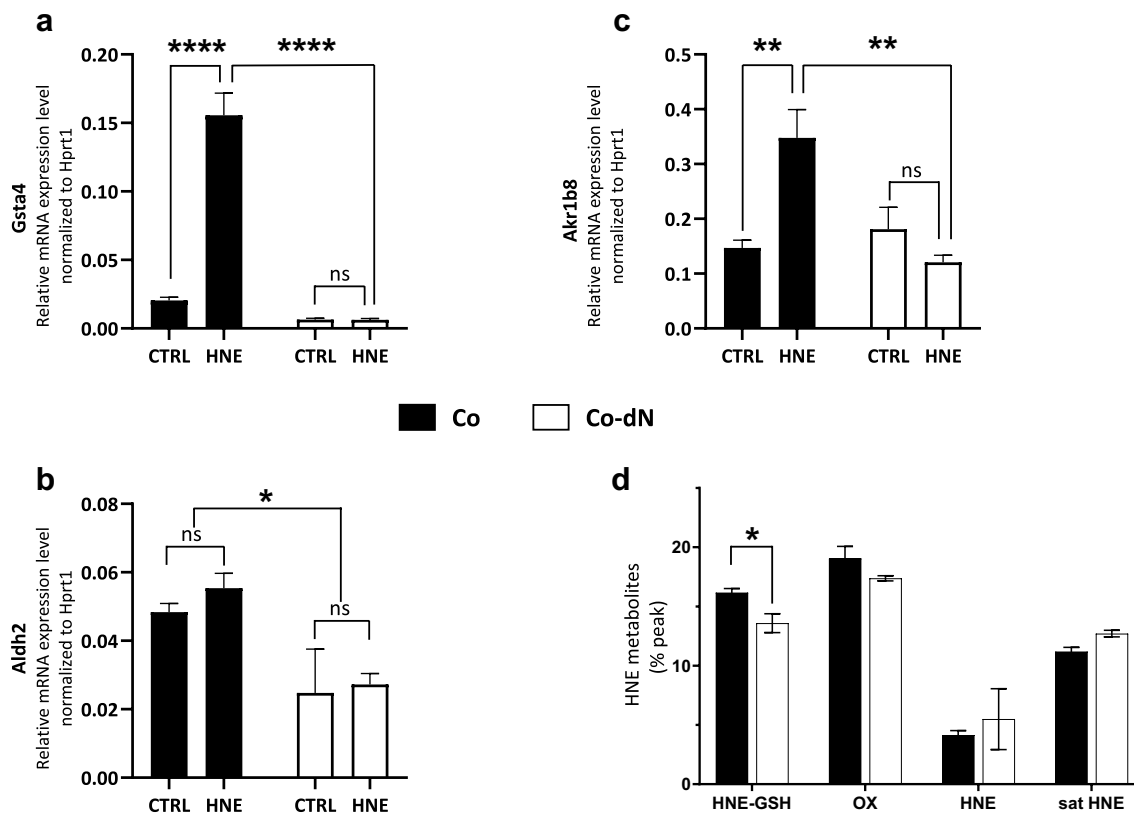 a
Gsta4
Relative mRNA expression level
normalized to Hprt1
0.20
0.15
0.10
0.05
0.00
****
****
ns
CTRL HNE CTRL HNE
c
Akr1b8
Relative mRNA expression level
normalized to Hprt1
0.5
0.4
0.3
0.2
0.1
0.0
**
**
ns
CTRL HNE CTRL HNE
Co Co-dN
b
Aldh2
Relative mRNA expression level
normalized to Hprt1
0.08
0.06
0.04
0.02
0.00
*
ns
ns
CTRL HNE CTRL HNE
d
HNE metabolites
(% peak)
20
10
0
*
HNE-GSH OX HNE sat HNE